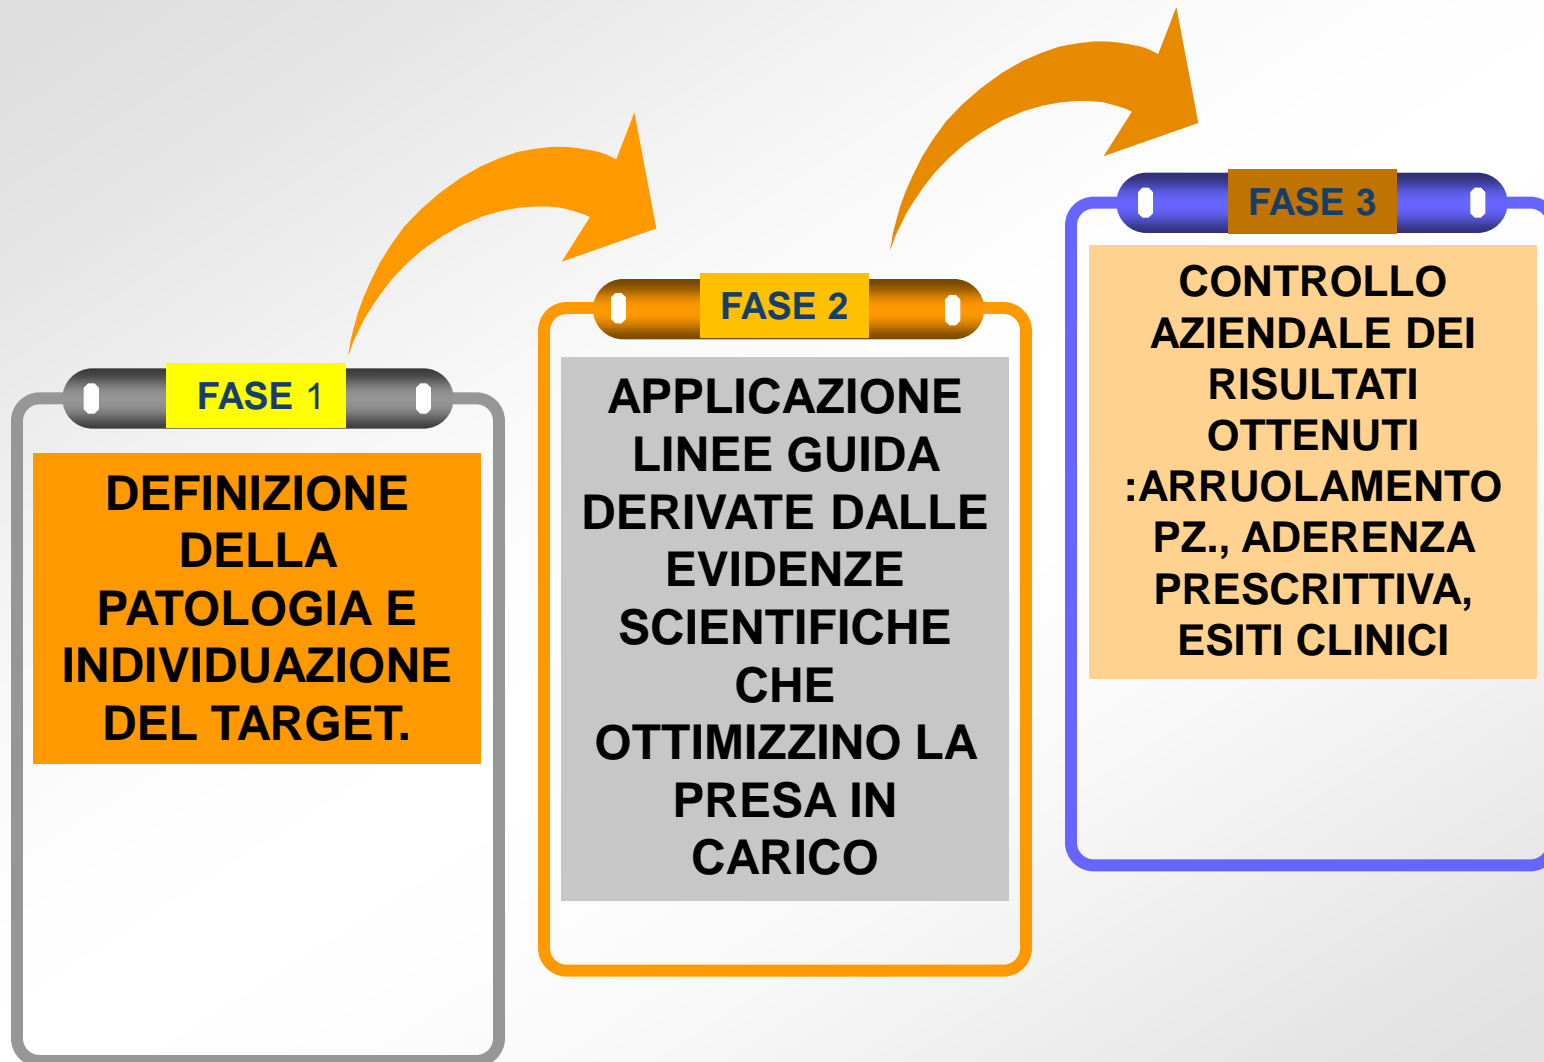 FASE 1
DEFINIZIONE
DELLA
PATOLOGIA E
INDIVIDUAZIONE
DEL TARGET.
FASE 2
APPLICAZIONE
LINEE GUIDA
DERIVATE DALLE
EVIDENZE
SCIENTIFICHE
CHE
OTTIMIZZINO LA
PRESA IN
CARICO
FASE 3
CONTROLLO
AZIENDALE DEI
RISULTATI
OTTENUTI
:ARRUOLAMENTO
PZ., ADERENZA
PRESCRITTIVA,
ESITI CLINICI